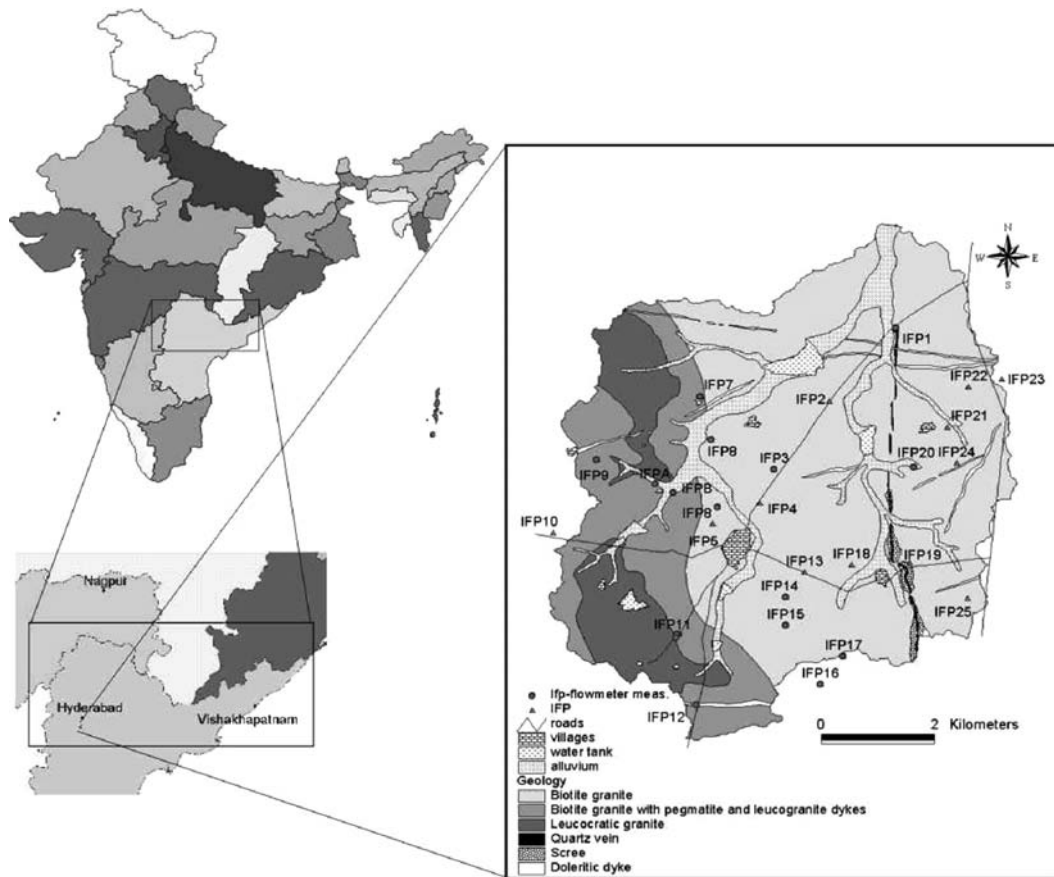 N
W E
S
IFP1
IFP22
IFP23
IFP7
IFP2
IFP21
IFP8
IFP3
IFP20
IFP24
IFP9
IFPA
IFPB
IFP8
IFP4
IFP10
IFP5
IFP13
IFP18
IFP19
IFP14
IFP25
IFP15
IFP11
IFP17
IFP16
IFP12
Nagpur
Hyderabad
Vishakhapatnam
Ifp-flowmeter meas.
IFP
roads
villages
water tank
alluvium
Geology
Biotite granite
Biotite granite with pegmatite and leucogranite dykes
Leucocratic granite
Quartz vein
Scree
Doleritic dyke
0 2 Kilometers